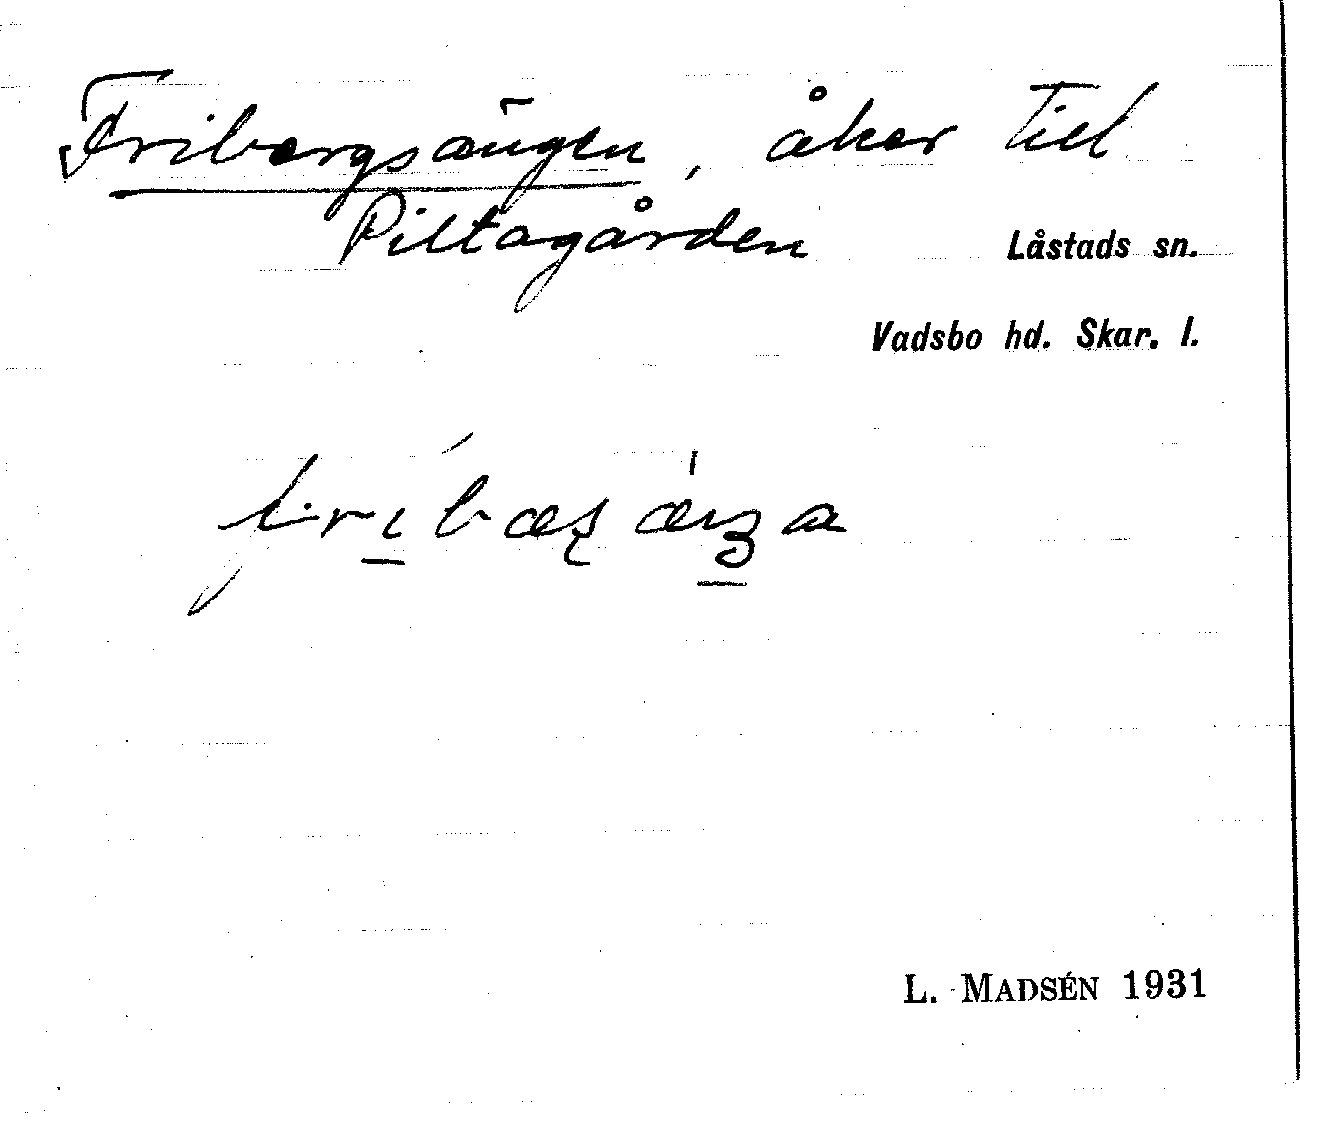 Fribergsängen, åker till
Piltagården
Låstads sn.
Vadsbo hd. Skar. l.
L. MADSÉN 1931